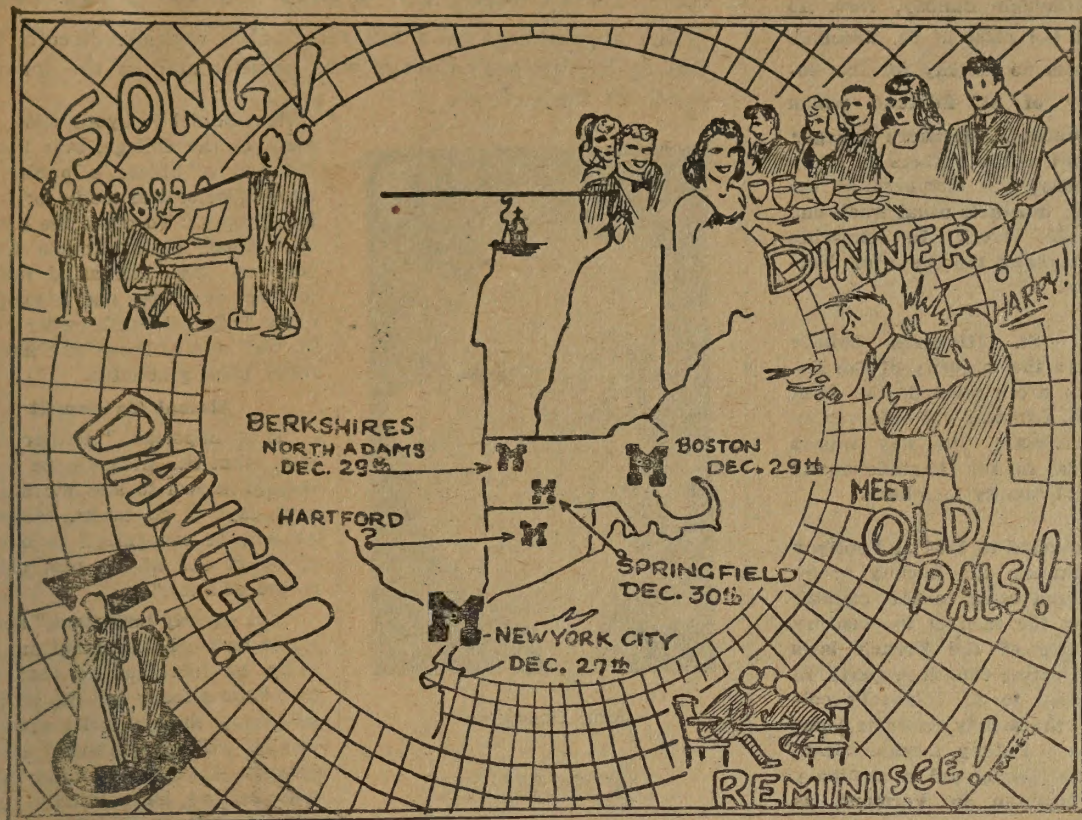 SONG!
DINNER!
HARRY!
BERKSHIRES
NORTH ADAMS
DEC. 29th
M
M
BOSTON
DEC. 29th
M
HARTFORD
?
M
SPRINGFIELD
DEC. 30th
MEET
OLD
PALS!
DANCE!
M
NEW YORK CITY
DEC. 27th
REMINISCE!